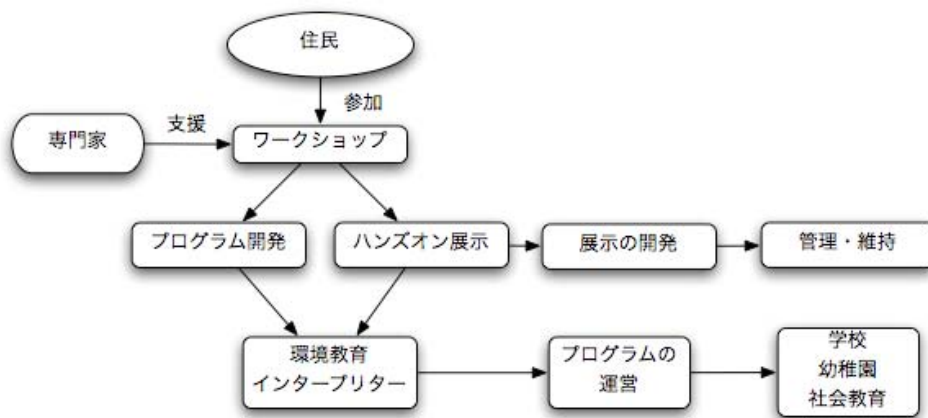 住民
参加
支援
専門家
ワークショップ
プログラム開発
ハンズオン展示
展示の開発
管理・維持
環境教育
インタープリター
プログラムの
運営
学校
幼稚園
社会教育